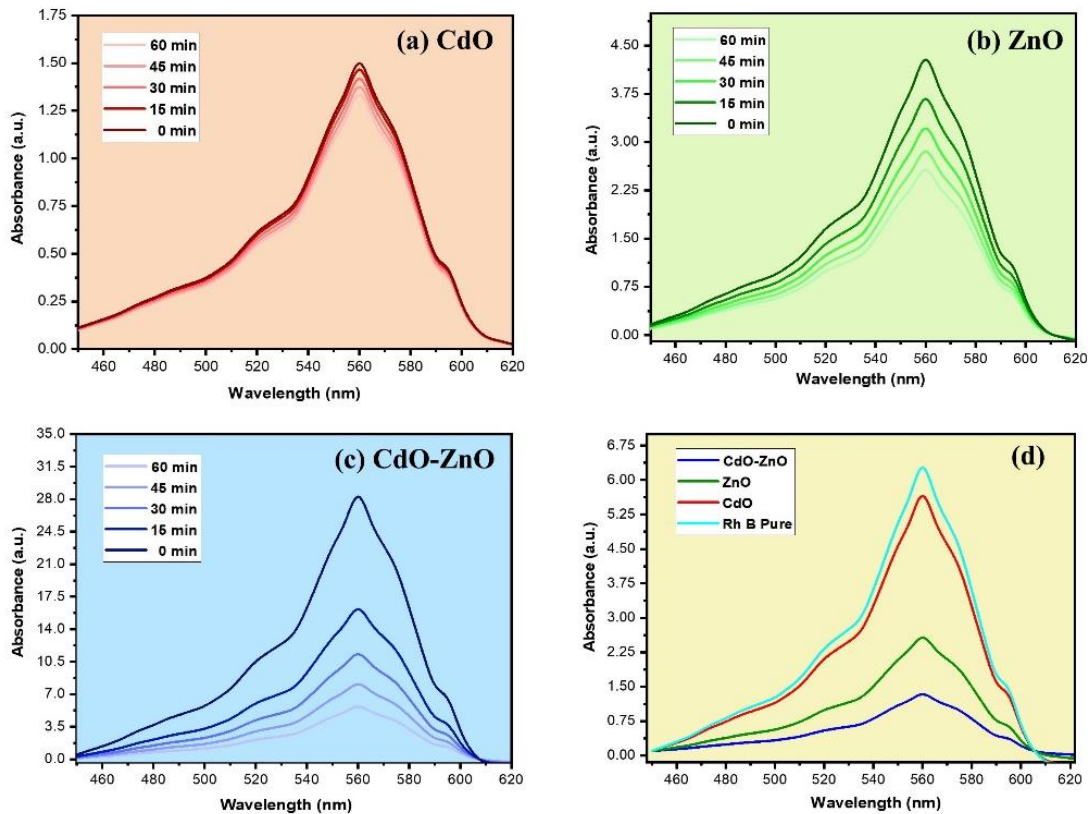 (a) CdO
60 min
45 min
30 min
15 min
0 min
1.75
1.50
1.25
1.00
0.75
0.50
0.25
0.00
Absorbance (a.u.)
460 480 500 520 540 560 580 600 620
Wavelength (nm)
(b) ZnO
60 min
45 min
30 min
15 min
0 min
4.50
3.75
3.00
2.25
1.50
0.75
0.00
Absorbance (a.u.)
460 480 500 520 540 560 580 600 620
Wavelength (nm)
(c) CdO-ZnO
60 min
45 min
30 min
15 min
0 min
35.0
31.5
28.0
24.5
21.0
17.5
14.0
10.5
7.0
3.5
0.0
Absorbance (a.u.)
460 480 500 520 540 560 580 600 620
Wavelength (nm)
(d)
CdO-ZnO
ZnO
CdO
Rh B Pure
6.75
6.00
5.25
4.50
3.75
3.00
2.25
1.50
0.75
0.00
Absorbance (a.u.)
460 480 500 520 540 560 580 600 620
Wavelength (nm)